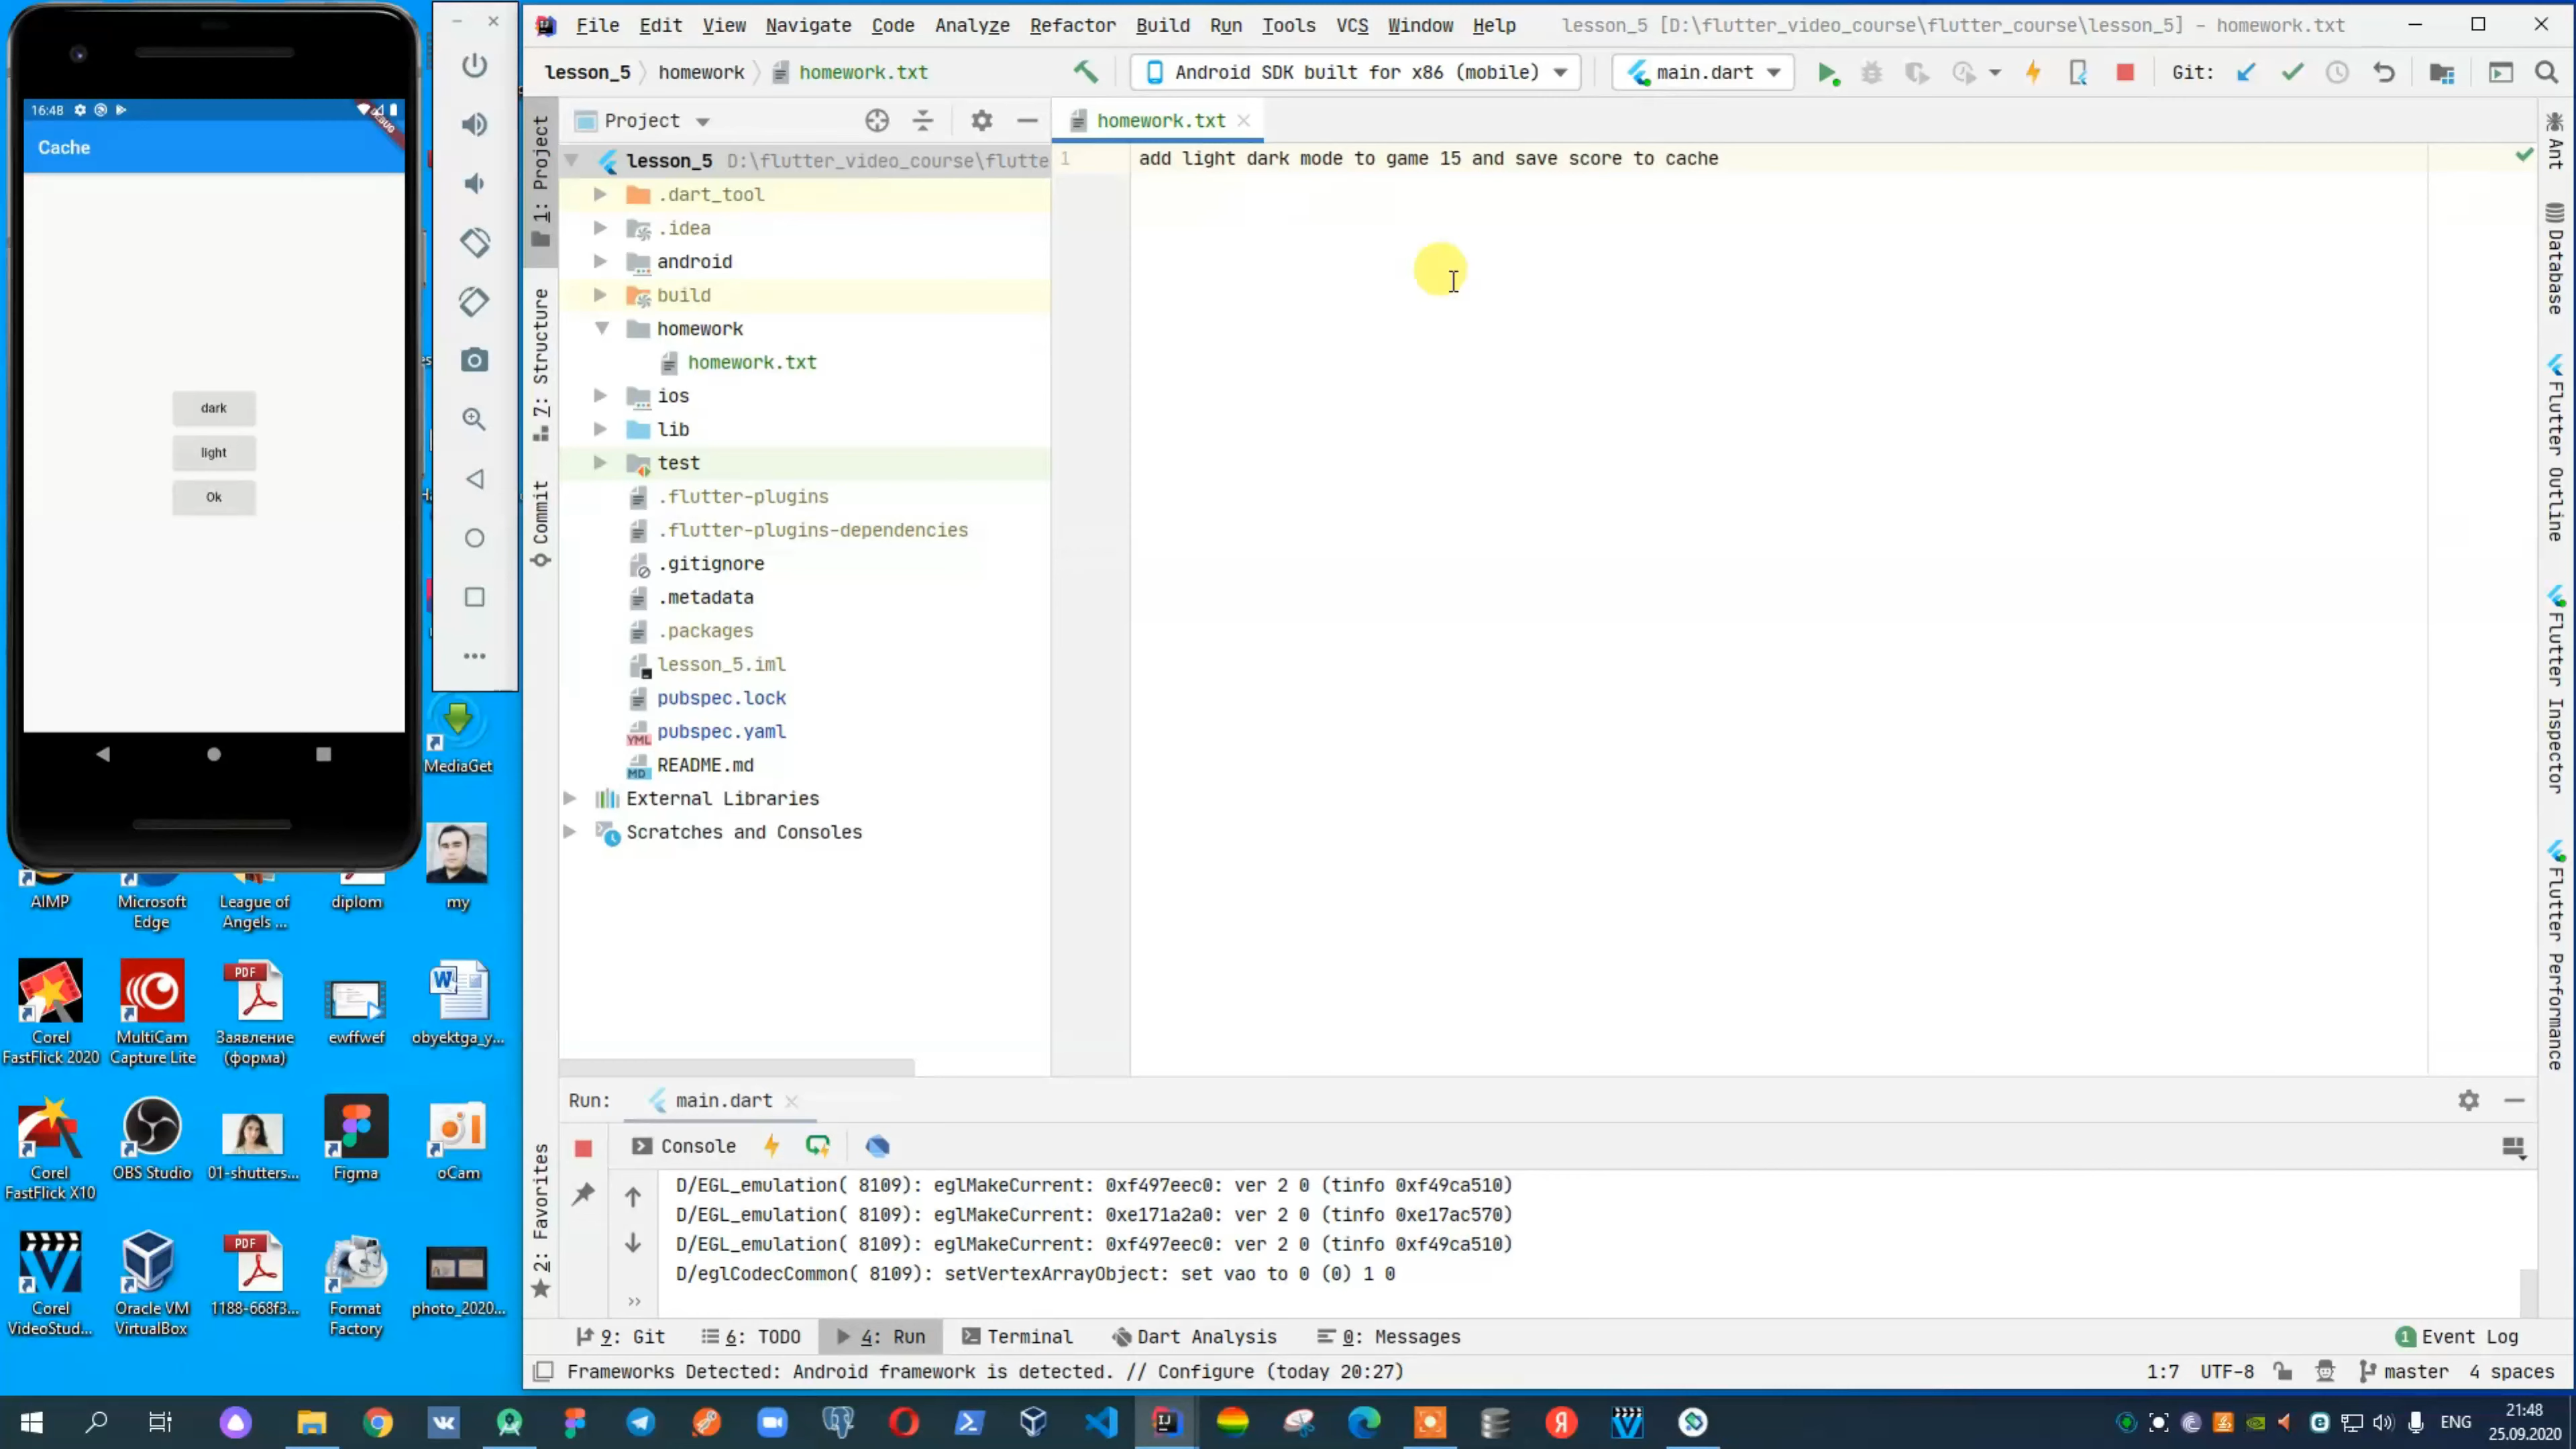 16:48
DEBUG
Cache
dark
light
Ok
MediaGet
AIMP
Microsoft
Edge
League of
Angels ...
diplom
my
Corel
FastFlick 2020
MultiCam
Capture Lite
Заявление
(форма)
ewffwef
obyektga_y...
Corel
FastFlick X10
OBS Studio
01-shutters...
Figma
oCam
Corel
VideoStud...
Oracle VM
VirtualBox
1188-668f3...
Format
Factory
photo_2020...
File Edit View Navigate Code Analyze Refactor Build Run Tools VCS Window Help lesson_5 [D:\flutter_video_course\flutter_course\lesson_5] - homework.txt
lesson_5 homework homework.txt Android SDK built for x86 (mobile) main.dart Git:
1: Project
7: Structure
Commit
2: Favorites
Project
lesson_5 D:\flutter_video_course\flutte
.dart_tool
.idea
android
build
homework
homework.txt
ios
lib
test
.flutter-plugins
.flutter-plugins-dependencies
.gitignore
.metadata
.packages
lesson_5.iml
pubspec.lock
pubspec.yaml
README.md
External Libraries
Scratches and Consoles
homework.txt
1 add light dark mode to game 15 and save score to cache
Ant
Database
Flutter Outline
Flutter Inspector
Flutter Performance
Run: main.dart
Console
D/EGL_emulation( 8109): eglMakeCurrent: 0xf497eec0: ver 2 0 (tinfo 0xf49ca510)
D/EGL_emulation( 8109): eglMakeCurrent: 0xe171a2a0: ver 2 0 (tinfo 0xe17ac570)
D/EGL_emulation( 8109): eglMakeCurrent: 0xf497eec0: ver 2 0 (tinfo 0xf49ca510)
D/eglCodecCommon( 8109): setVertexArrayObject: set vao to 0 (0) 1 0
9: Git 6: TODO 4: Run Terminal Dart Analysis 0: Messages 1 Event Log
Frameworks Detected: Android framework is detected. // Configure (today 20:27) 1:7 UTF-8 master 4 spaces
ENG
21:48
25.09.2020